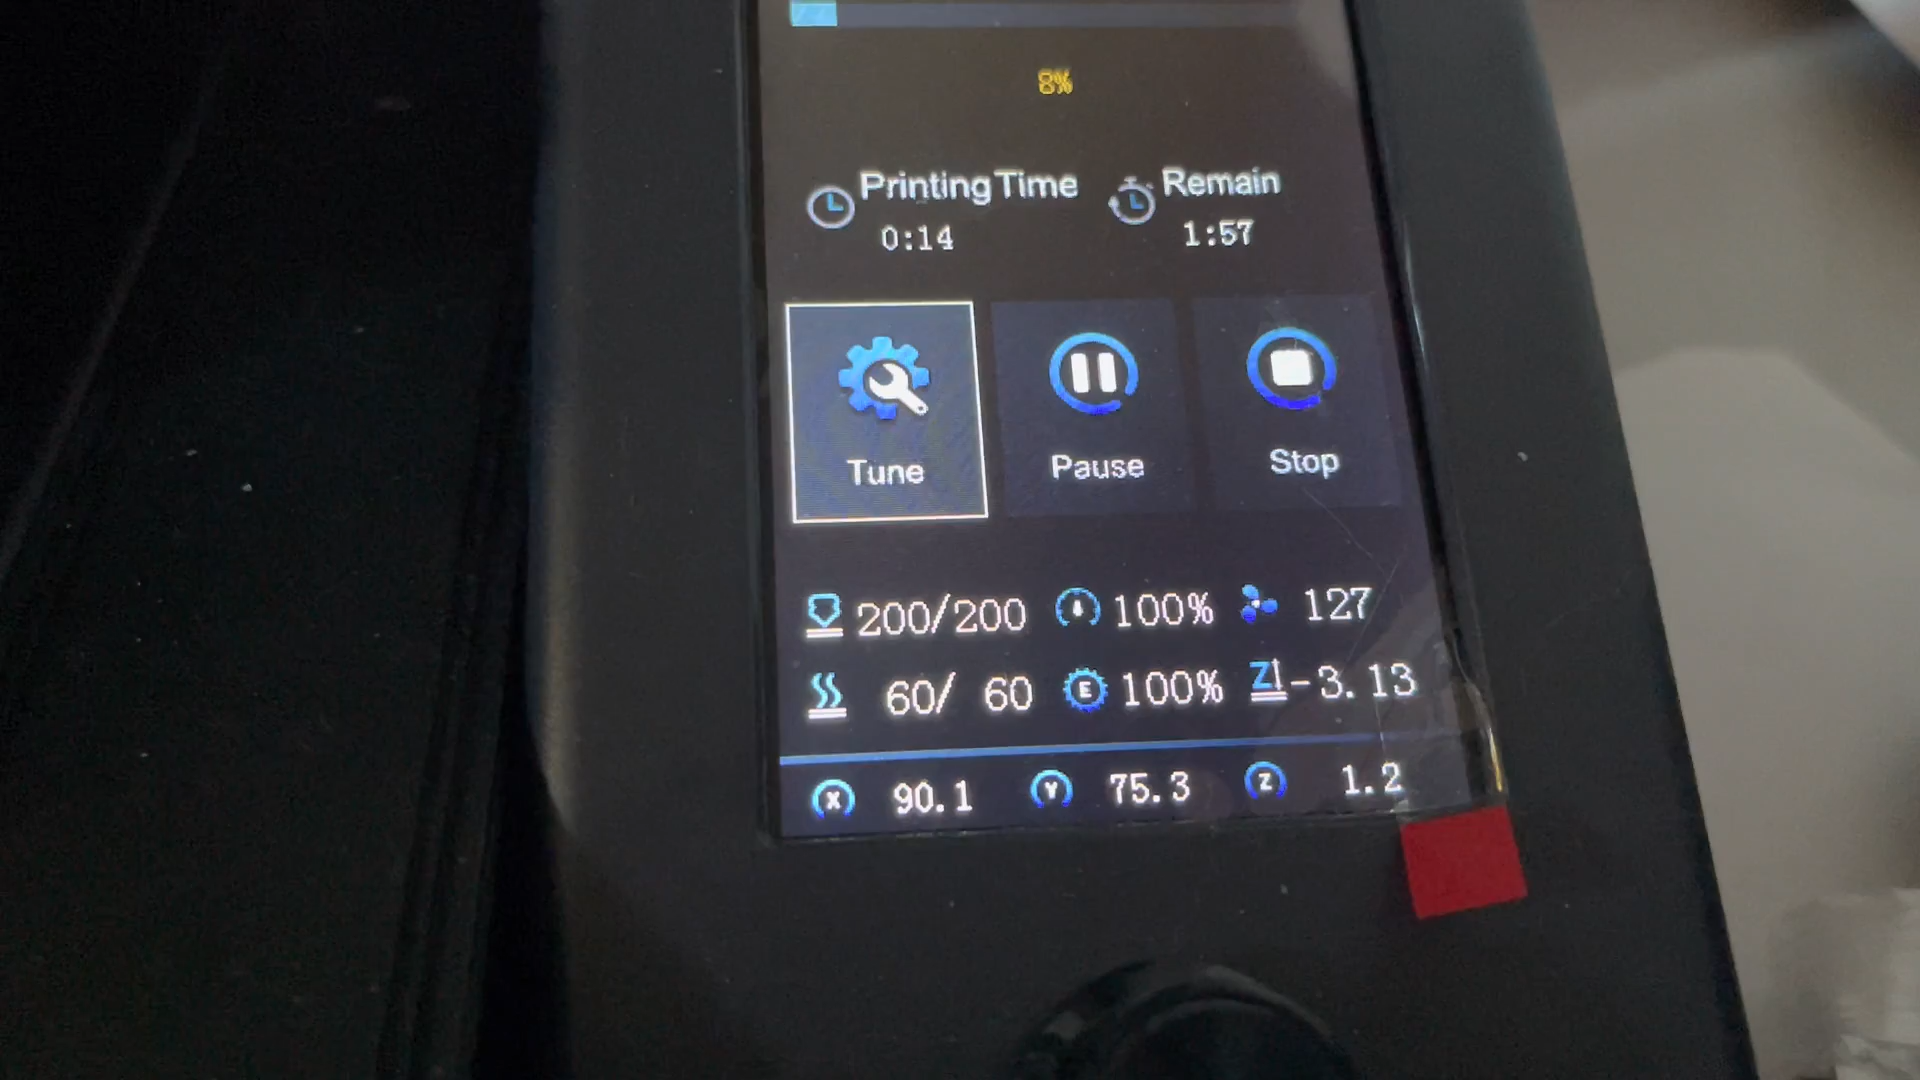 8%
Printing Time Remain
0:14 1:57
Tune Pause Stop
200/200 100% 127
60/ 60 E 100% Z -3.13
X 90.1 Y 75.3 Z 1.2